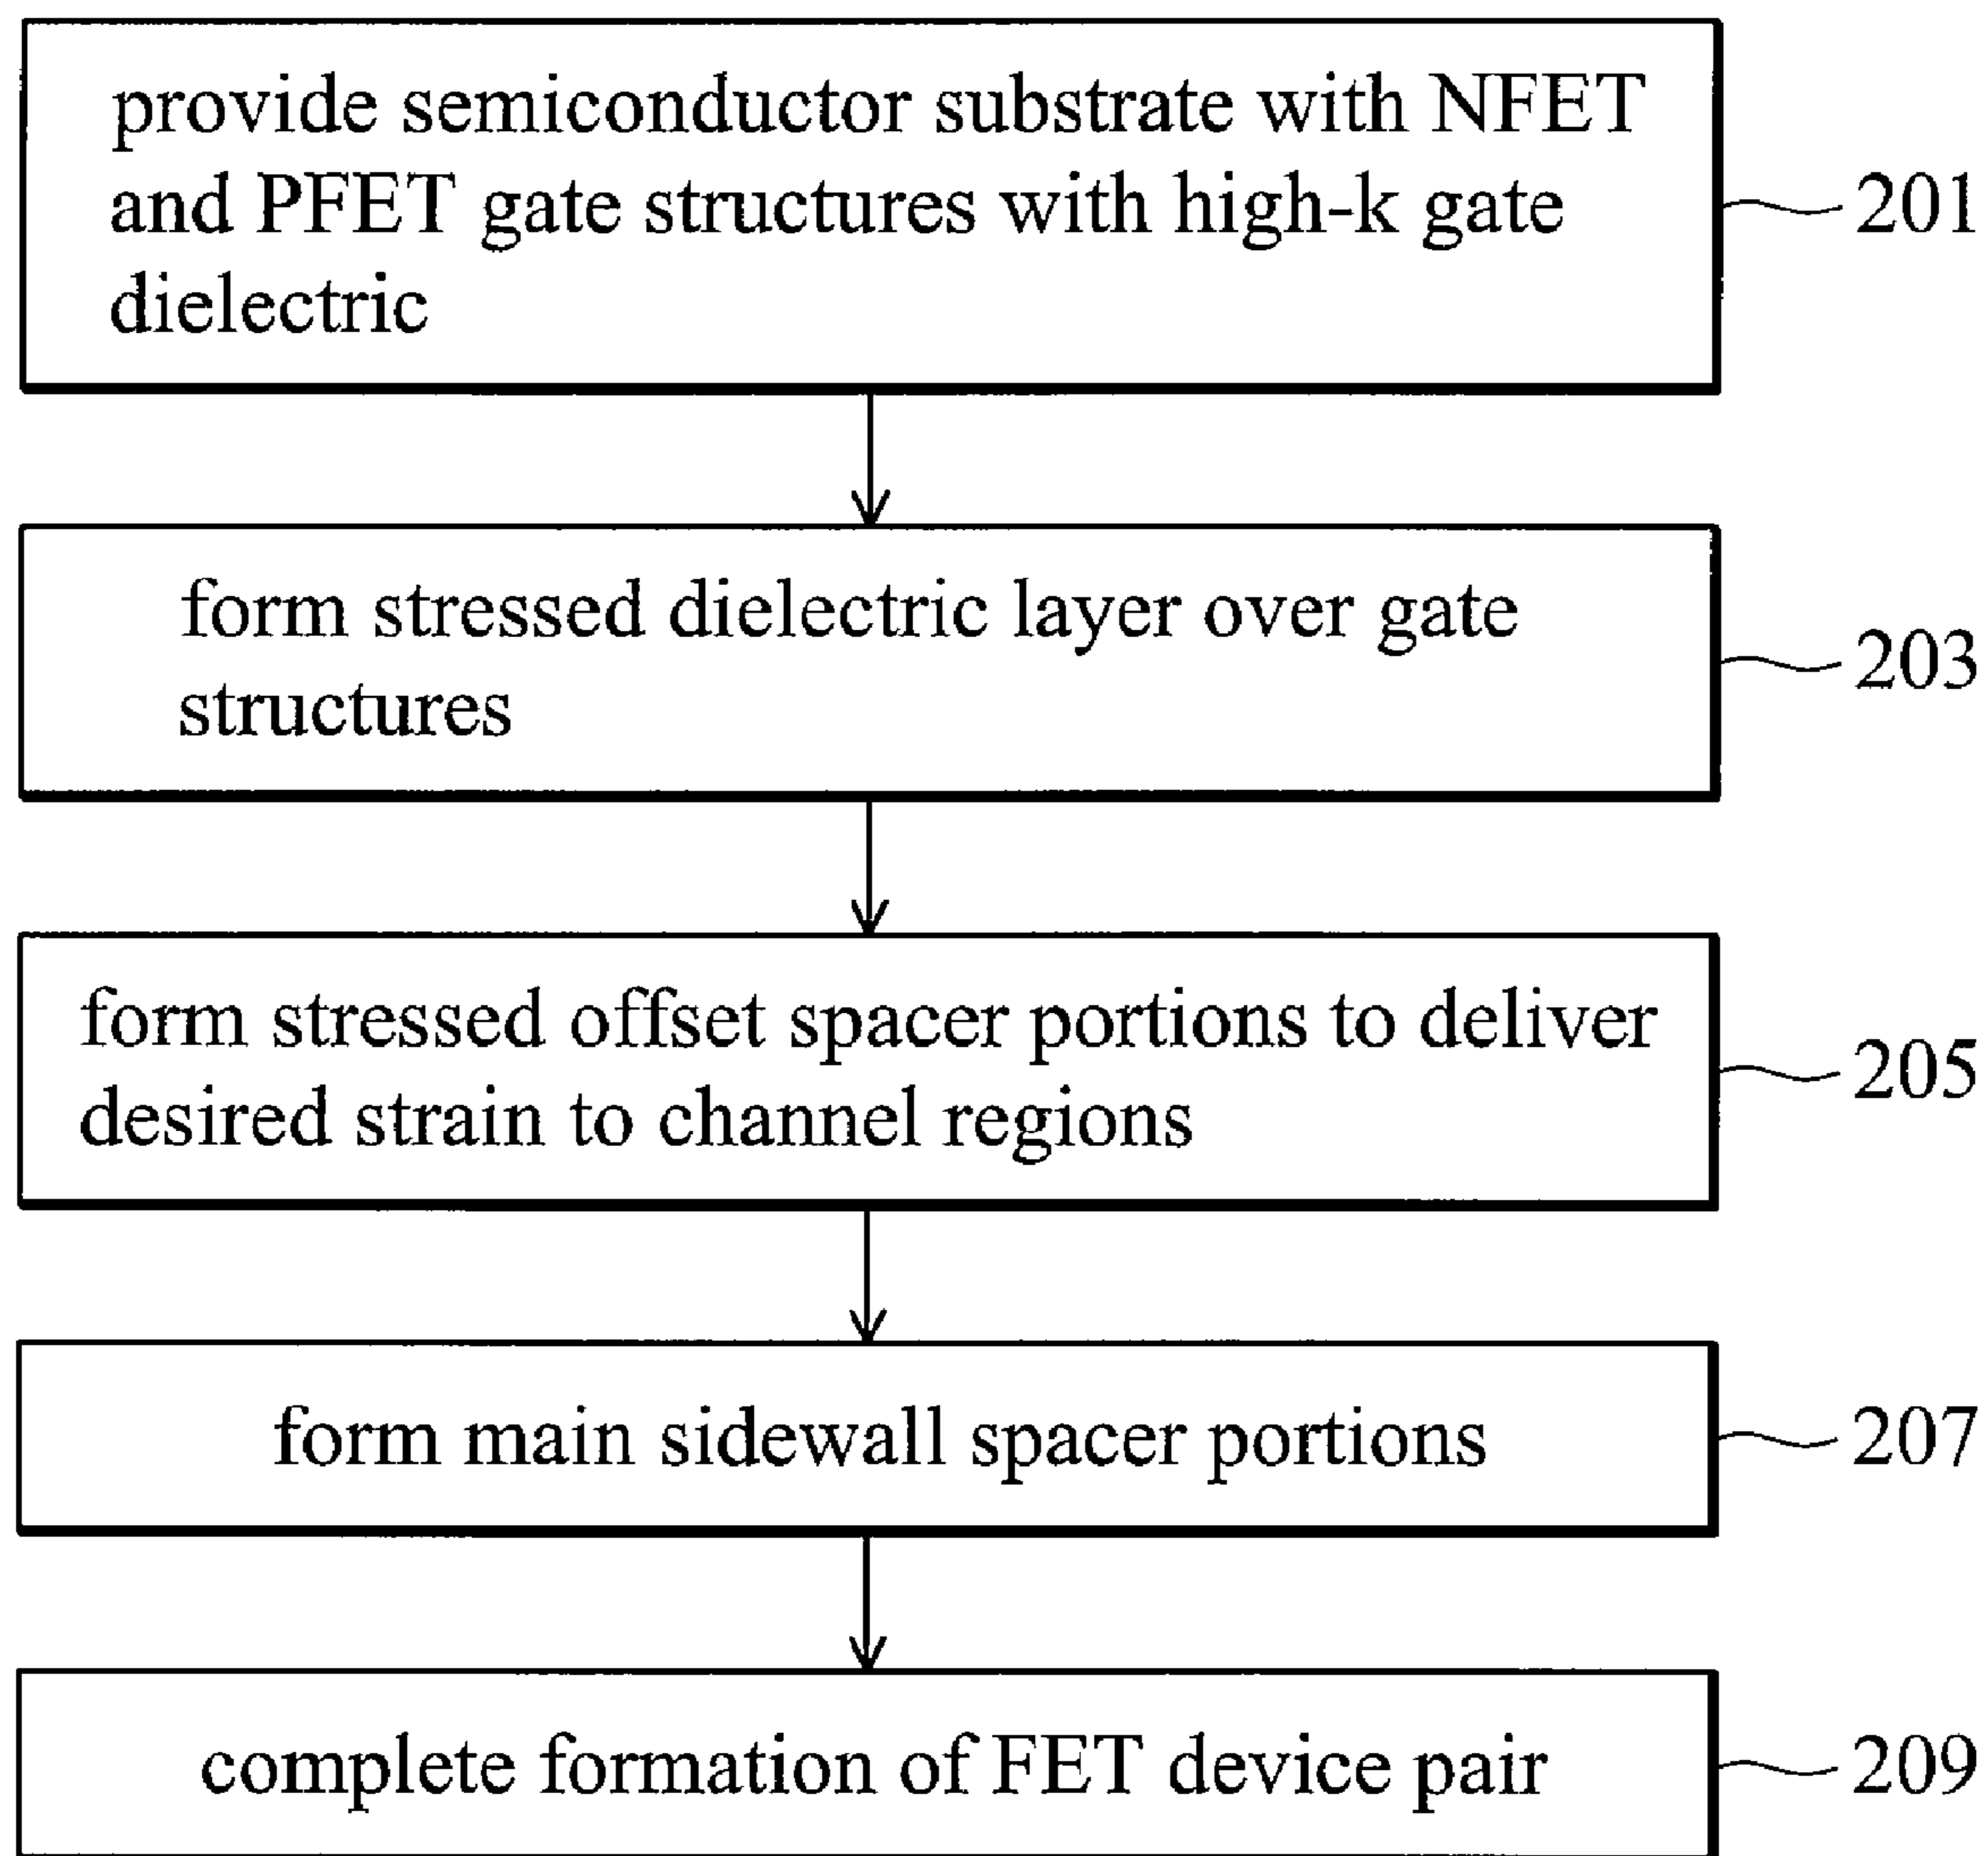 provide semiconductor substrate with NFET
and PFET gate structures with high-k gate
dielectric
201
form stressed dielectric layer over gate
structures
203
form stressed offset spacer portions to deliver
desired strain to channel regions
205
form main sidewall spacer portions
207
complete formation of FET device pair
209